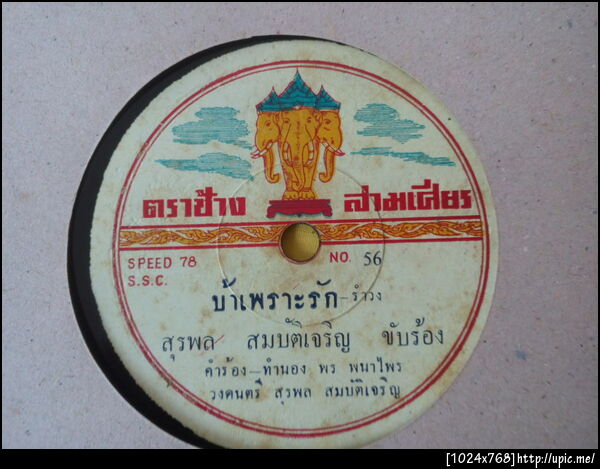 ตราช้าง สามเศียร
SPEED 78 NO. 56
S.S.C.
บ้าเพราะรัก - รำวง
สุรพล สมบัติเจริญ ขับร้อง
คำร้อง - ทำนอง พร พนาไพร
วงดนตรี สุรพล สมบัติเจริญ
[1024x768]http://upic.me/